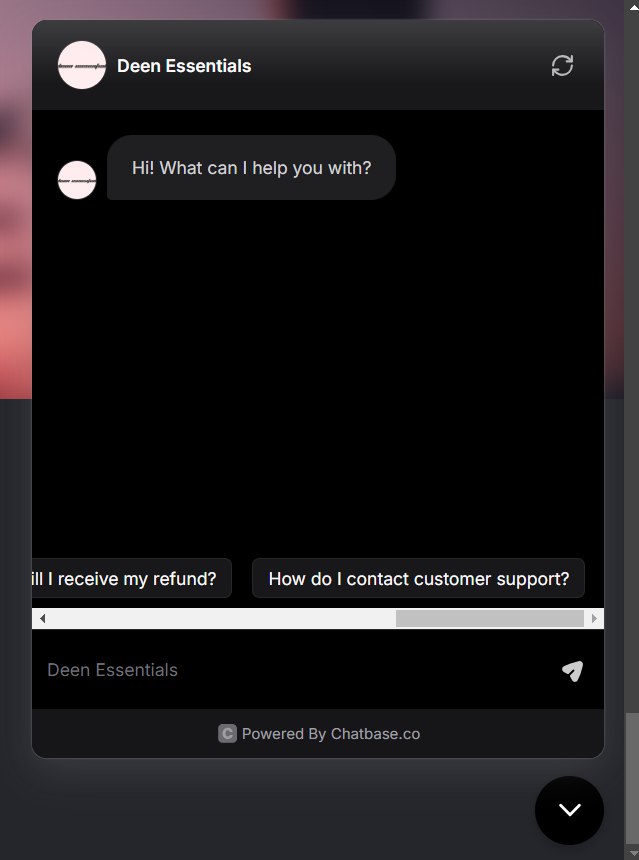 Deen Essentials
Hi! What can I help you with?
ill I receive my refund?
How do I contact customer support?
Deen Essentials
C Powered By Chatbase.co